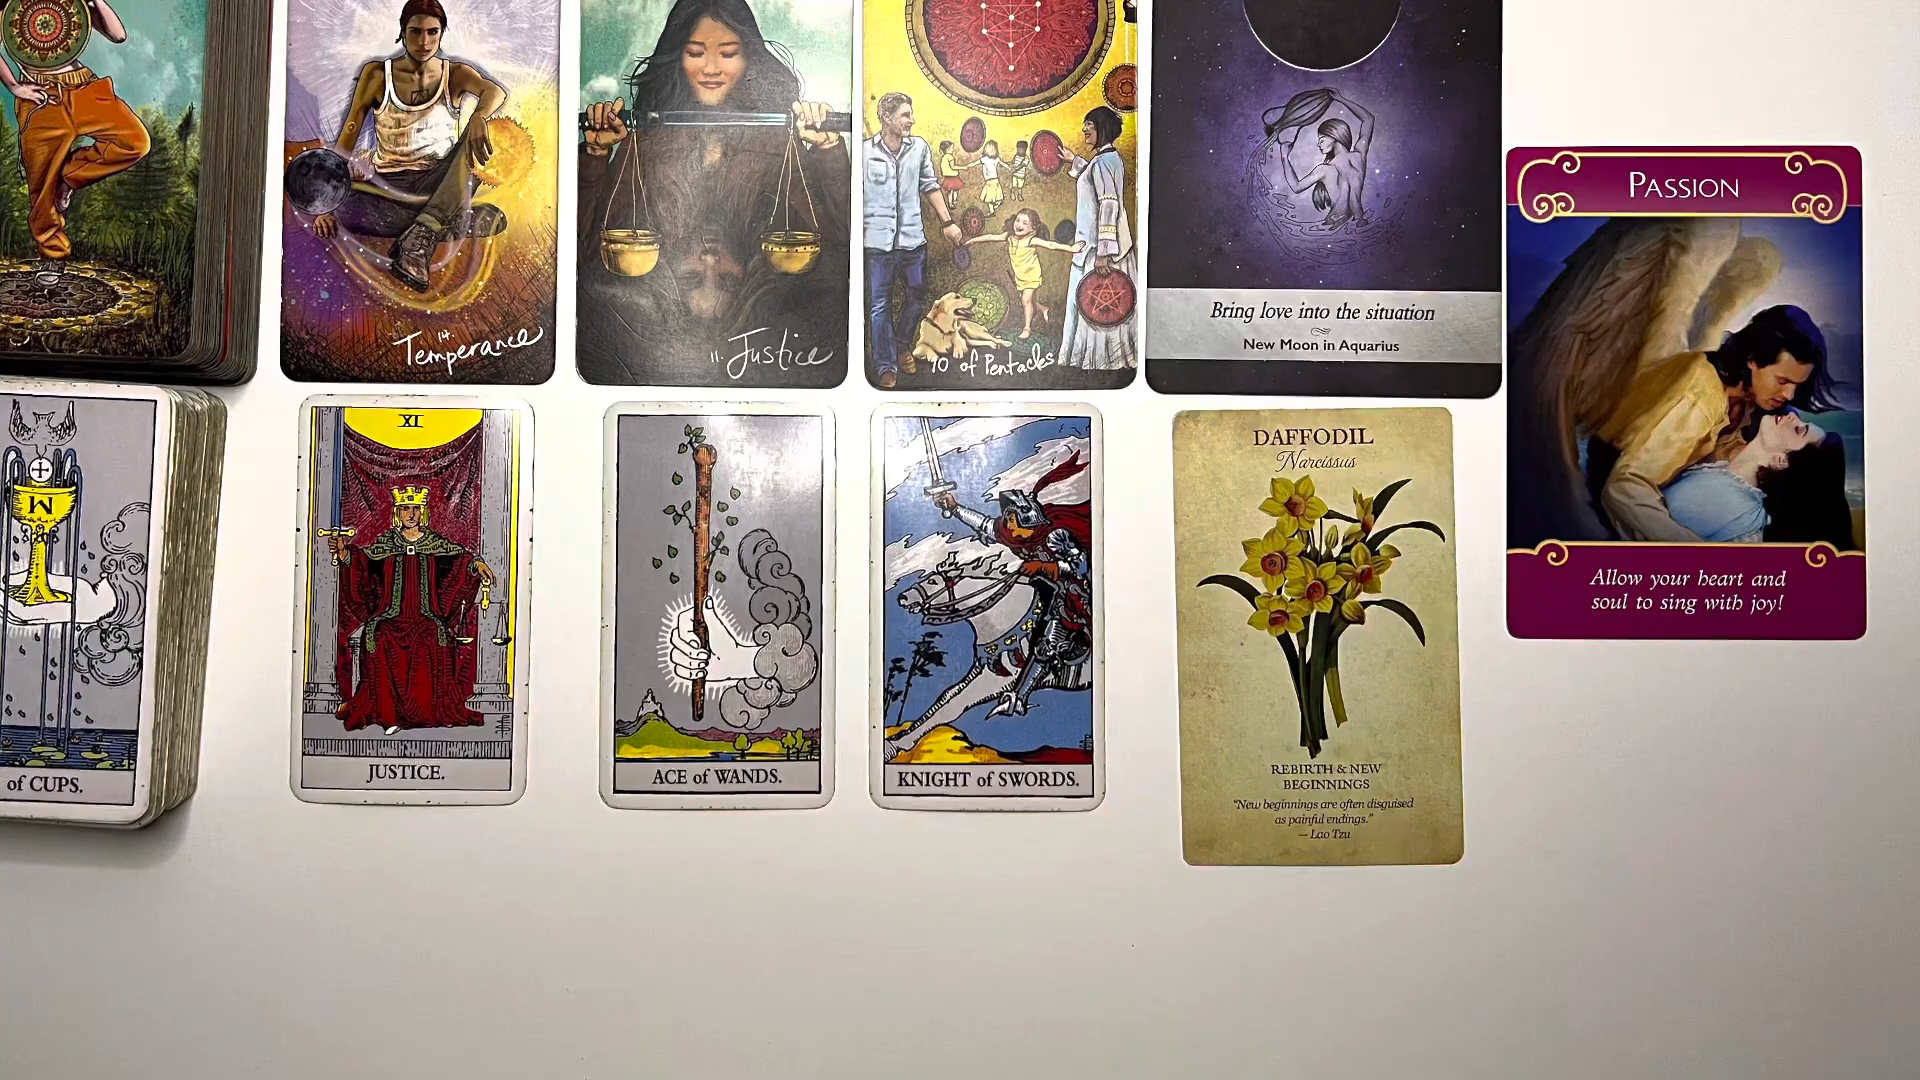 14.
Temperance
11. Justice
10 of Pentacles
Bring love into the situation
New Moon in Aquarius
PASSION
Allow your heart and
soul to sing with joy!
W
of CUPS.
XI
JUSTICE.
ACE of WANDS.
KNIGHT of SWORDS.
DAFFODIL
Narcissus
REBIRTH & NEW
BEGINNINGS
“New beginnings are often disguised
as painful endings.”
— Lao Tzu